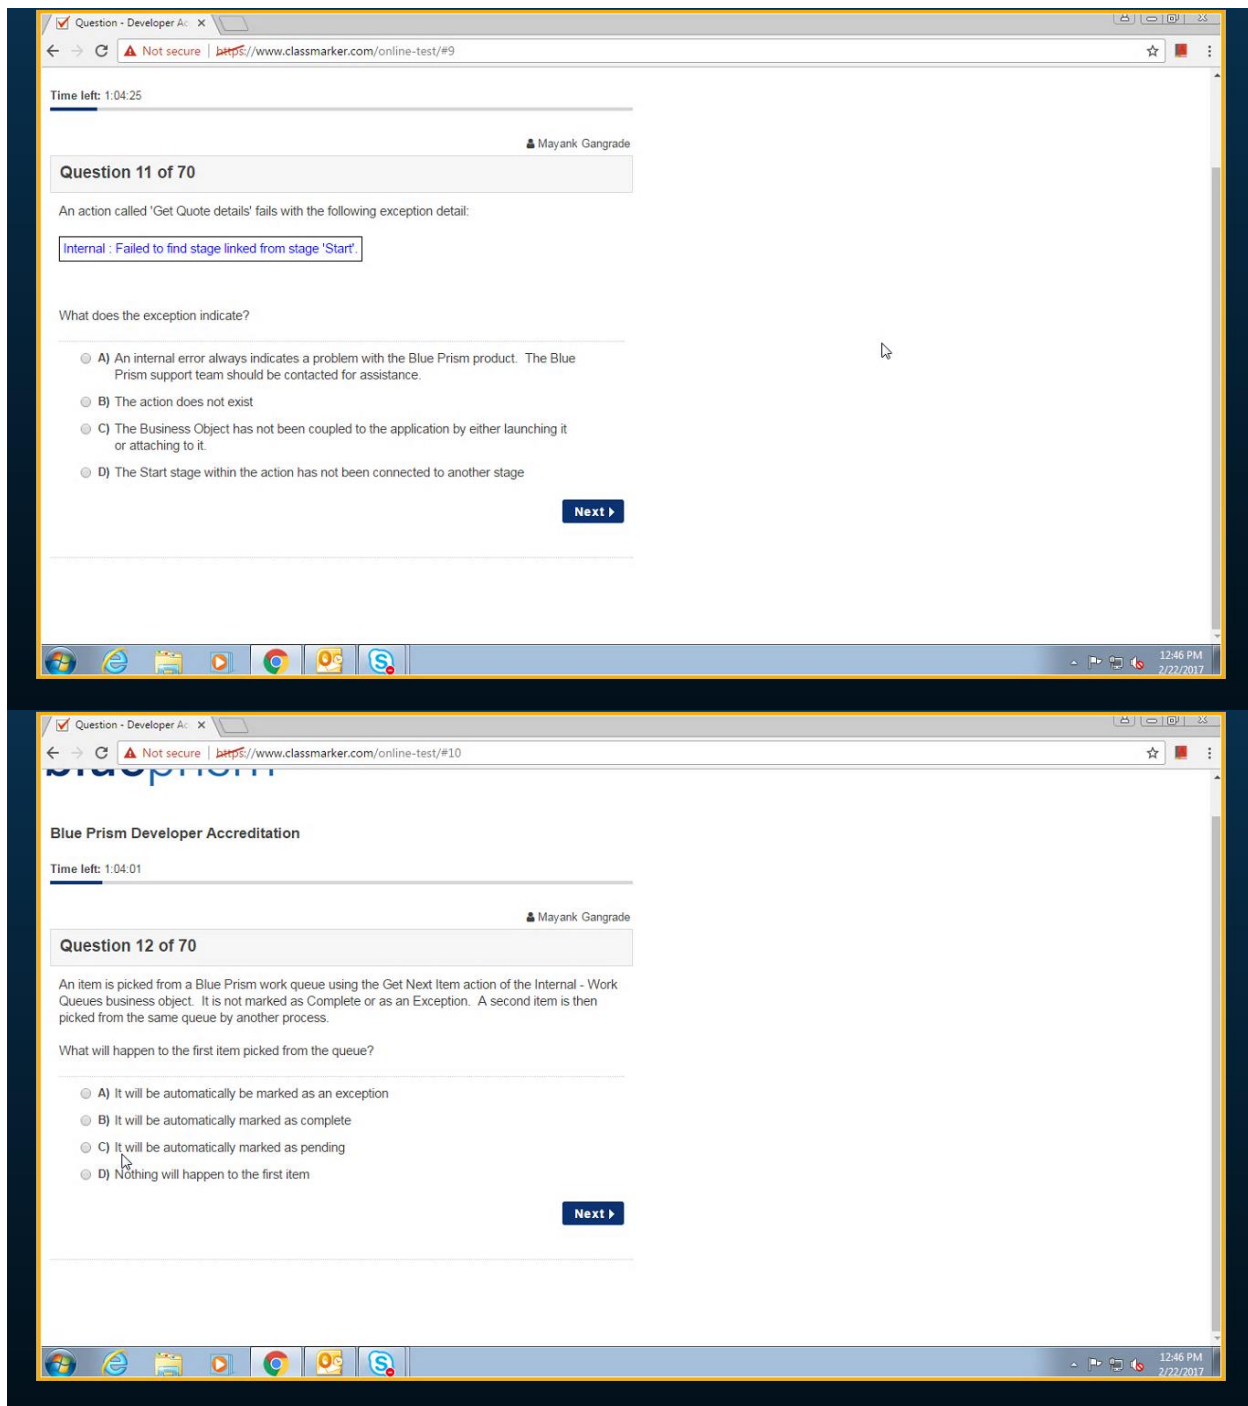 Question - Developer Ac
Not secure | https://www.classmarker.com/online-test/#9
Time left: 1:04:25
Mayank Gangrade
Question 11 of 70
An action called 'Get Quote details' fails with the following exception detail:
Internal : Failed to find stage linked from stage 'Start'.
What does the exception indicate?
A) An internal error always indicates a problem with the Blue Prism product. The Blue
Prism support team should be contacted for assistance.
B) The action does not exist
C) The Business Object has not been coupled to the application by either launching it
or attaching to it.
D) The Start stage within the action has not been connected to another stage
Next
12:46 PM
2/22/2017
Question - Developer Ac
Not secure | https://www.classmarker.com/online-test/#10
blueprism
Blue Prism Developer Accreditation
Time left: 1:04:01
Mayank Gangrade
Question 12 of 70
An item is picked from a Blue Prism work queue using the Get Next Item action of the Internal - Work
Queues business object. It is not marked as Complete or as an Exception. A second item is then
picked from the same queue by another process.
What will happen to the first item picked from the queue?
A) It will be automatically be marked as an exception
B) It will be automatically marked as complete
C) It will be automatically marked as pending
D) Nothing will happen to the first item
Next
12:46 PM
2/22/2017